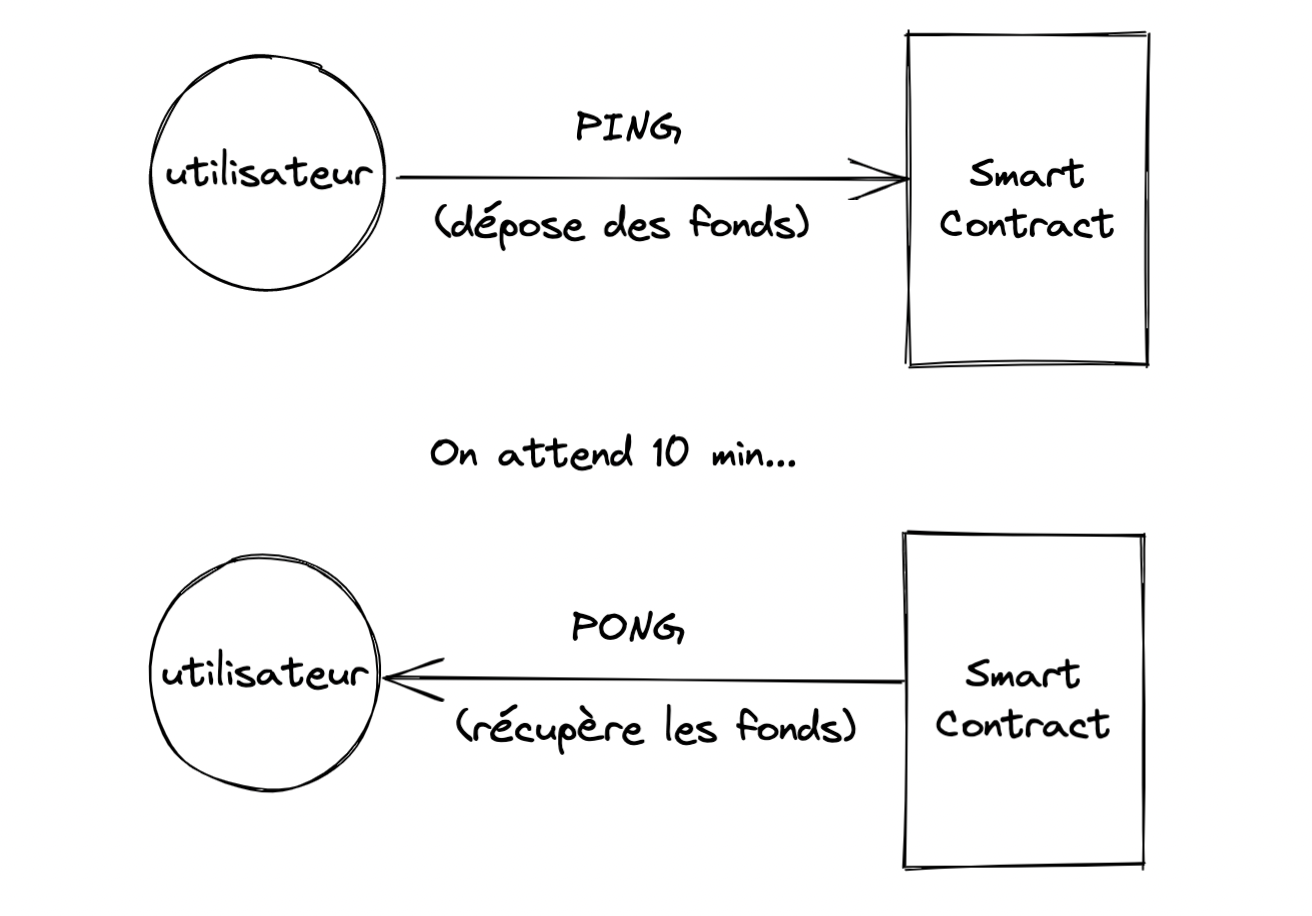 utilisateur
PING
(dépose des fonds)
Smart
Contract
On attend 10 min...
utilisateur
PONG
(récupère les fonds)
Smart
Contract